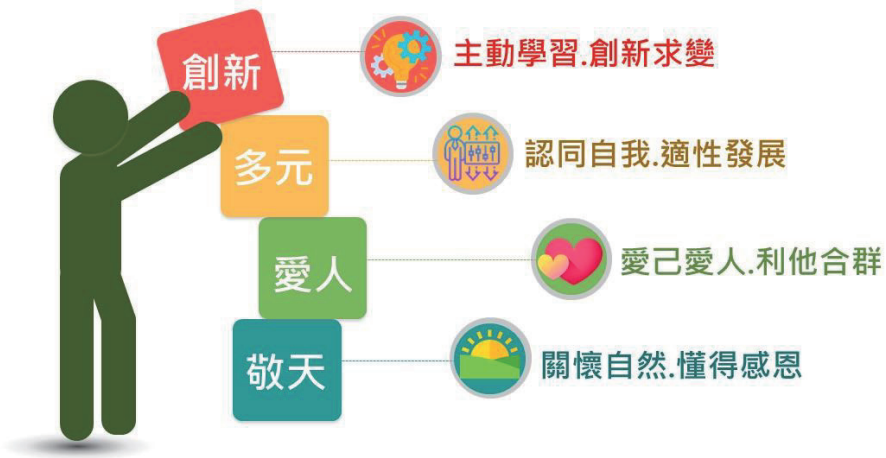 創新
主動學習.創新求變
多元
認同自我.適性發展
愛人
愛己愛人.利他合群
敬天
關懷自然.懂得感恩